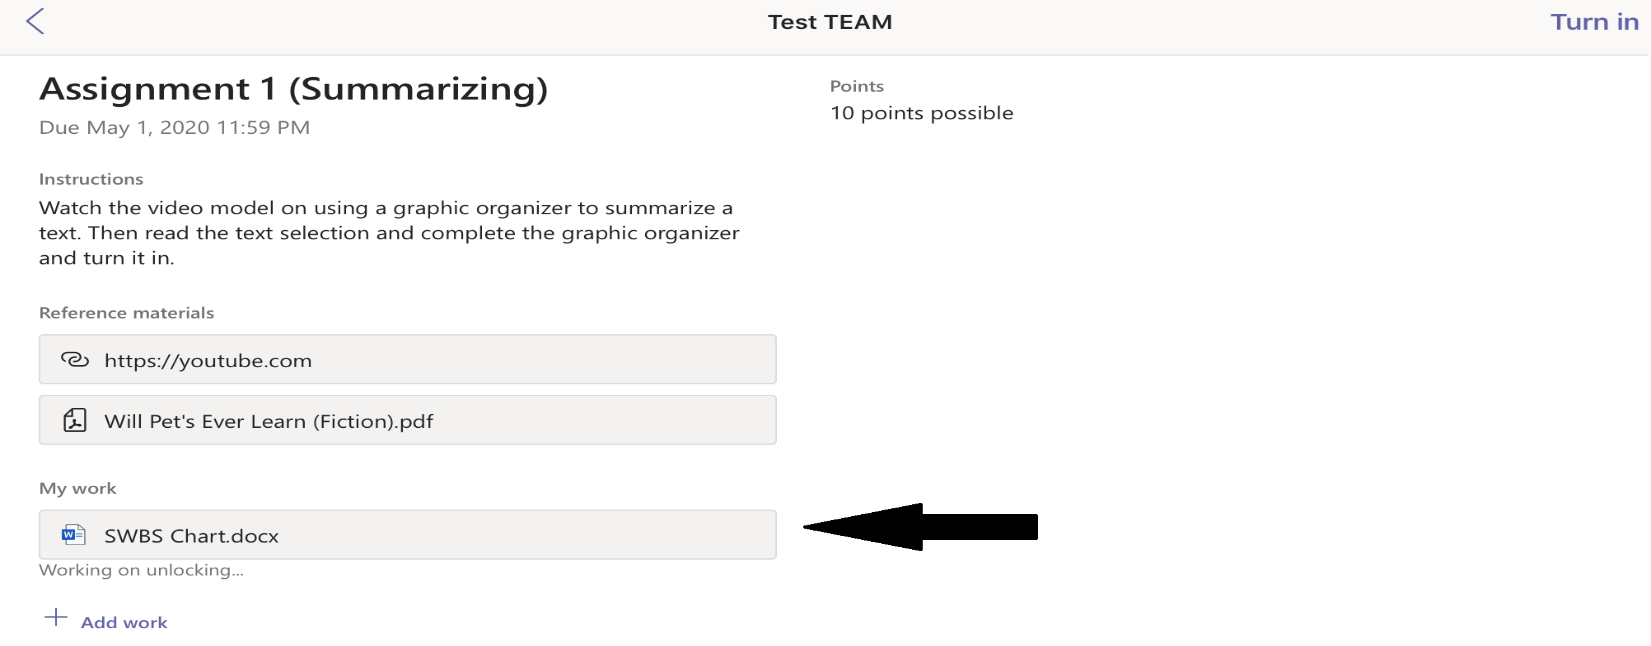 Test TEAM
Turn in
Assignment 1 (Summarizing)
Due May 1, 2020 11:59 PM
Points
10 points possible
Instructions
Watch the video model on using a graphic organizer to summarize a
text. Then read the text selection and complete the graphic organizer
and turn it in.
Reference materials
https://youtube.com
Will Pet's Ever Learn (Fiction).pdf
My work
SWBS Chart.docx
Working on unlocking...
Add work